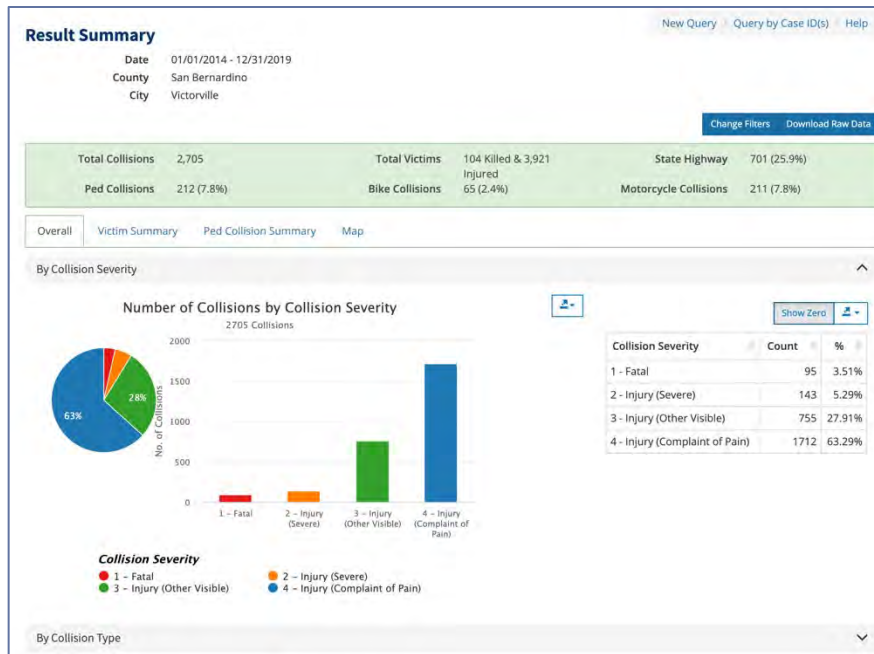 New Query Query by Case ID(s) Help
Result Summary
Date 01/01/2014 - 12/31/2019
County San Bernardino
City Victorville
Change Filters Download Raw Data
Total Collisions 2,705 Total Victims 104 Killed & 3,921 Injured State Highway 701 (25.9%)
Ped Collisions 212 (7.8%) Bike Collisions 65 (2.4%) Motorcycle Collisions 211 (7.8%)
Overall Victim Summary Ped Collision Summary Map
By Collision Severity
Number of Collisions by Collision Severity
2705 Collisions
63%
28%
No. of Collisions
2000
1500
1000
500
0
1 – Fatal
2 – Injury (Severe)
3 – Injury (Other Visible)
4 – Injury (Complaint of Pain)
Collision Severity
1 – Fatal 2 – Injury (Severe)
3 – Injury (Other Visible) 4 – Injury (Complaint of Pain)
Show Zero
Collision Severity Count %
1 - Fatal 95 3.51%
2 - Injury (Severe) 143 5.29%
3 - Injury (Other Visible) 755 27.91%
4 - Injury (Complaint of Pain) 1712 63.29%
By Collision Type